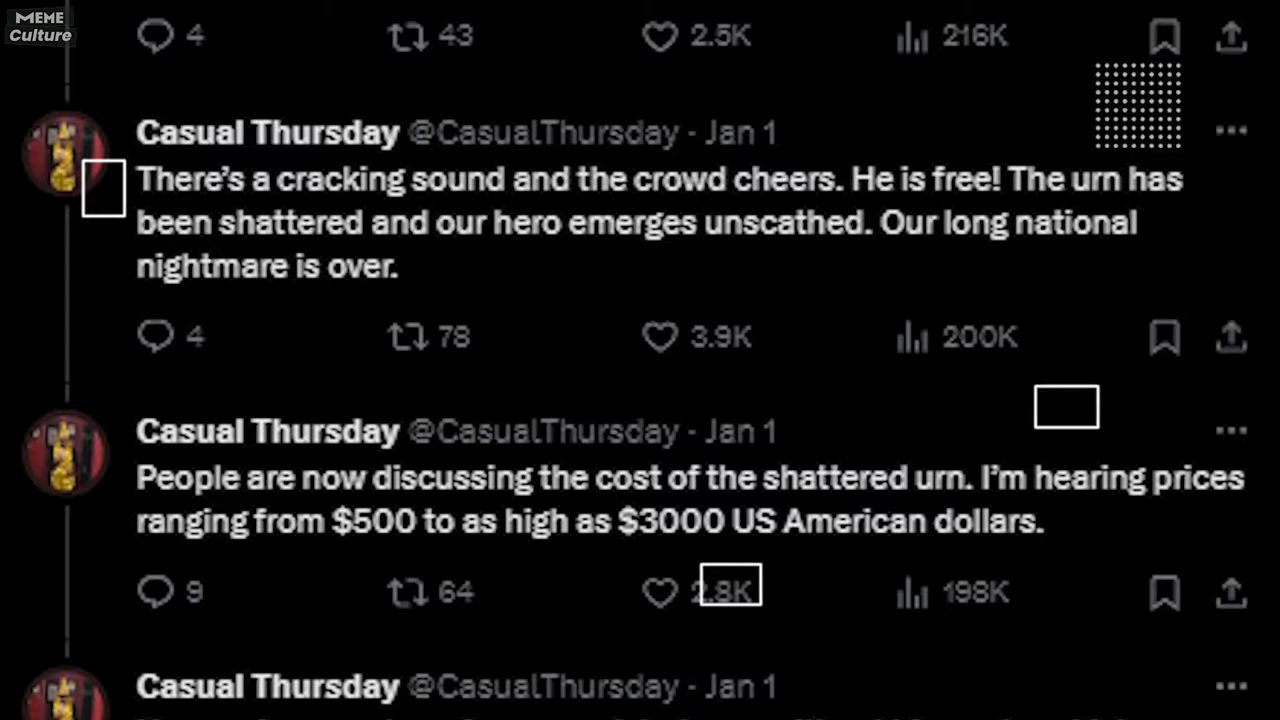 MEME
Culture
4 43 2.5K 216K
Casual Thursday @CasualThursday · Jan 1
There's a cracking sound and the crowd cheers. He is free! The urn has
been shattered and our hero emerges unscathed. Our long national
nightmare is over.
4 78 3.9K 200K
Casual Thursday @CasualThursday · Jan 1
People are now discussing the cost of the shattered urn. I'm hearing prices
ranging from $500 to as high as $3000 US American dollars.
9 64 2.8K 198K
Casual Thursday @CasualThursday · Jan 1